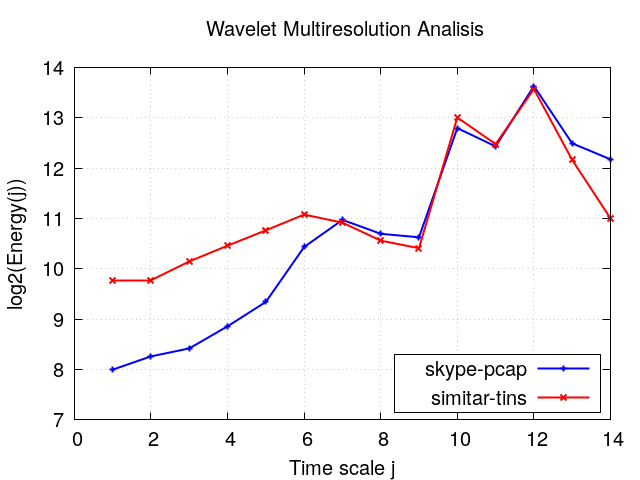 Wavelet Multiresolution Analisis
14
13
12
11
10
9
8
7
log2(Energy(j))
skype-pcap
simitar-tins
0 2 4 6 8 10 12 14
Time scale j